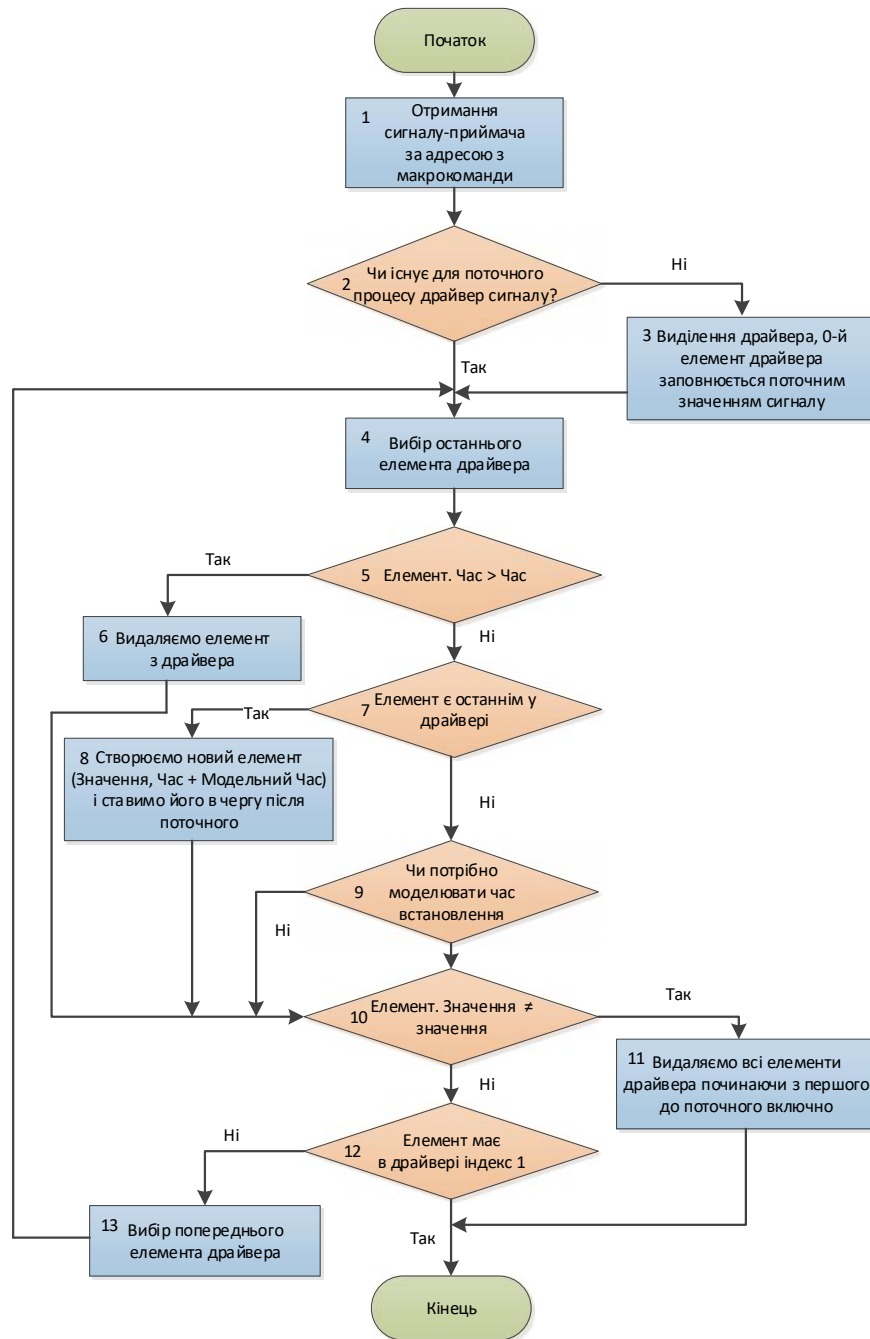 Початок
1
Отримання
сигналу-приймача
за адресою з
макрокоманди
2
Чи існує для поточного
процесу драйвер сигналу?
Ні
Так
3 Виділення драйвера, 0-й
елемент драйвера
заповнюється поточним
значенням сигналу
4
Вибір останнього
елемента драйвера
5 Елемент. Час > Час
Так
Ні
6 Видаляємо елемент
з драйвера
7
Елемент є останнім у
драйвері
Так
Ні
8 Створюємо новий елемент
(Значення, Час + Модельний Час)
і ставимо його в чергу після
поточного
9
Чи потрібно
моделювати час
встановлення
Ні
10
Елемент. Значення ≠
значення
Так
Ні
11 Видаляємо всі елементи
драйвера починаючи з першого
до поточного включно
12
Елемент має
в драйвері індекс 1
Ні
Так
13 Вибір попереднього
елемента драйвера
Кінець